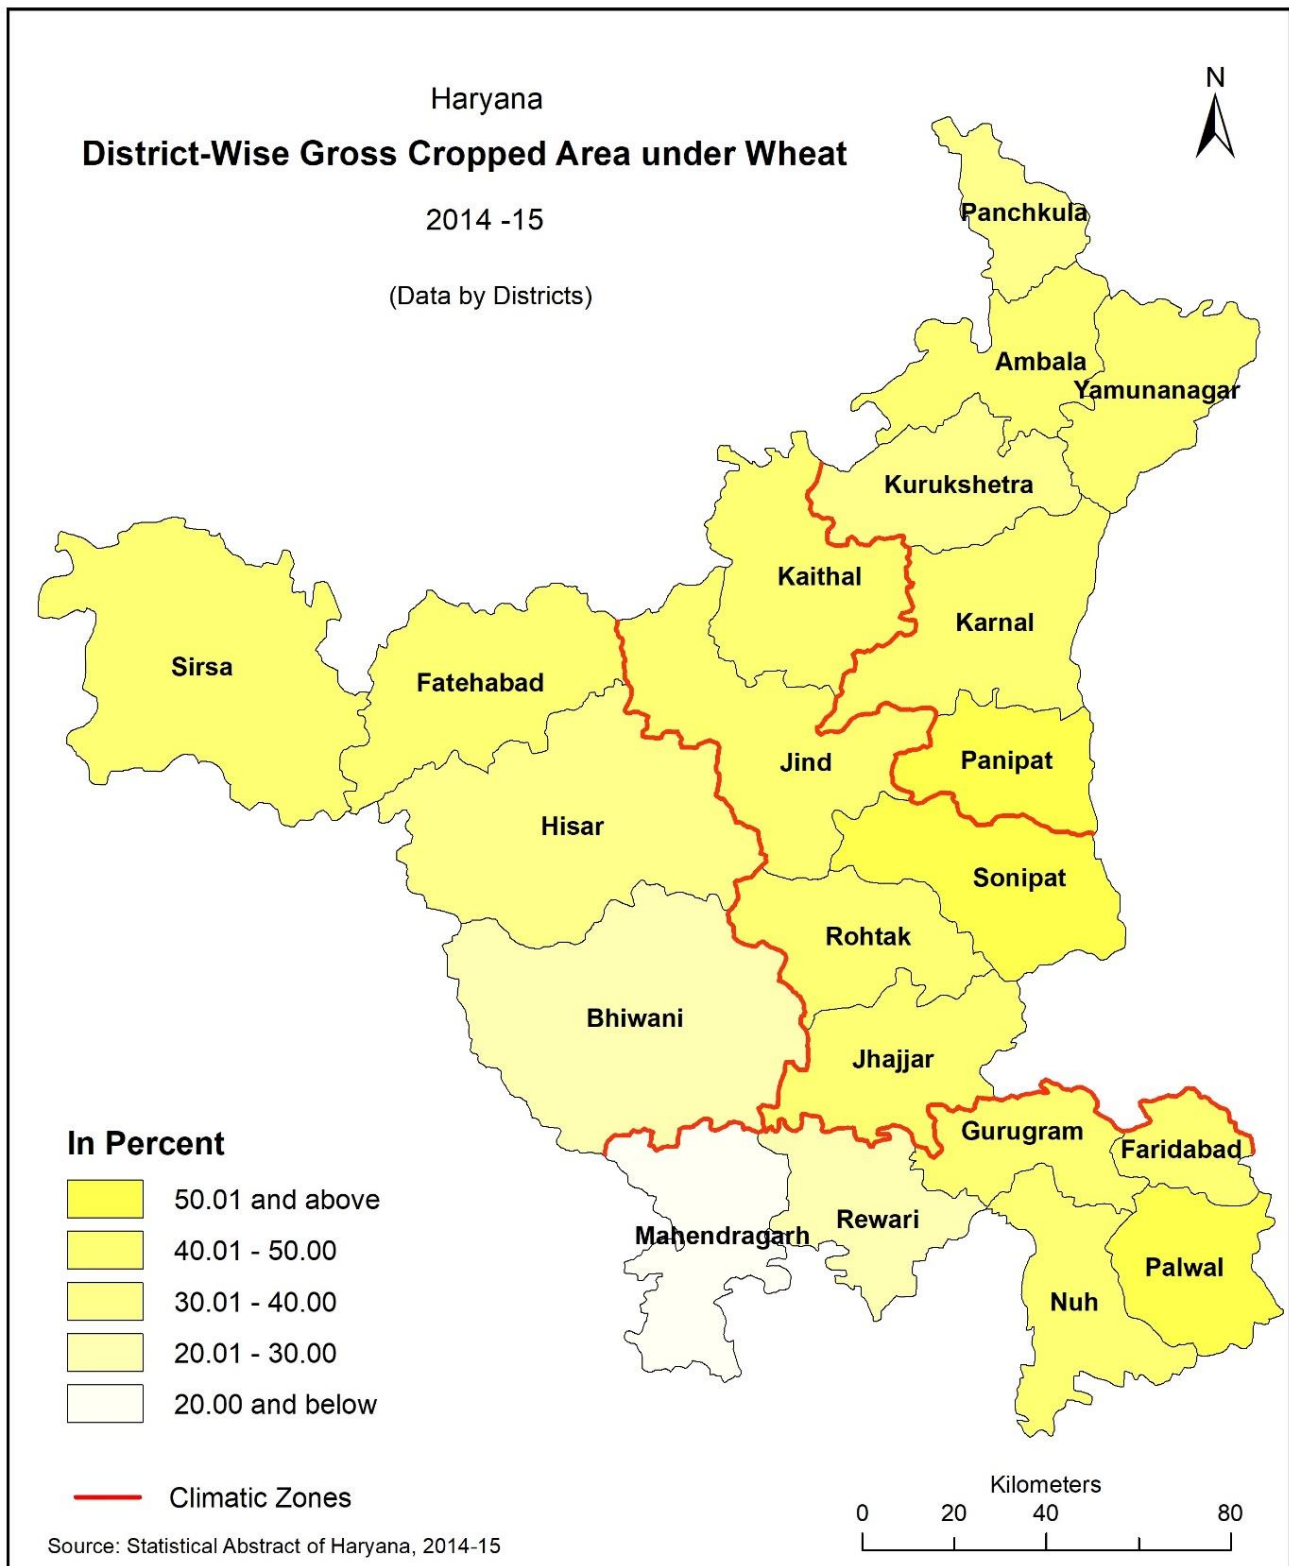 Haryana
District-Wise Gross Cropped Area under Wheat
2014 -15
(Data by Districts)
N
Panchkula
Ambala
Yamunanagar
Kurukshetra
Kaithal
Karnal
Sirsa
Fatehabad
Jind
Panipat
Hisar
Sonipat
Rohtak
Bhiwani
Jhajjar
Gurugram
Faridabad
Mahendragarh
Rewari
Palwal
Nuh
In Percent
50.01 and above
40.01 - 50.00
30.01 - 40.00
20.01 - 30.00
20.00 and below
Climatic Zones
Kilometers
0 20 40 80
Source: Statistical Abstract of Haryana, 2014-15